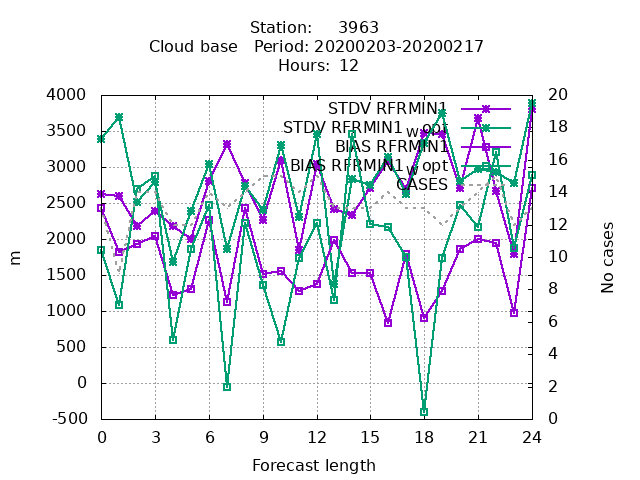 Station: 3963
Cloud base Period: 20200203-20200217
Hours: 12
4000 20
3500 18
3000 16
2500 14
2000 12
1500 10
1000 8
500 6
0 4
-500 2
0
STDV RFRMIN1
STDV RFRMIN1_w_opt
BIAS RFRMIN1
BIAS RFRMIN1_w_opt
CASES
m
No cases
0 3 6 9 12 15 18 21 24
Forecast length